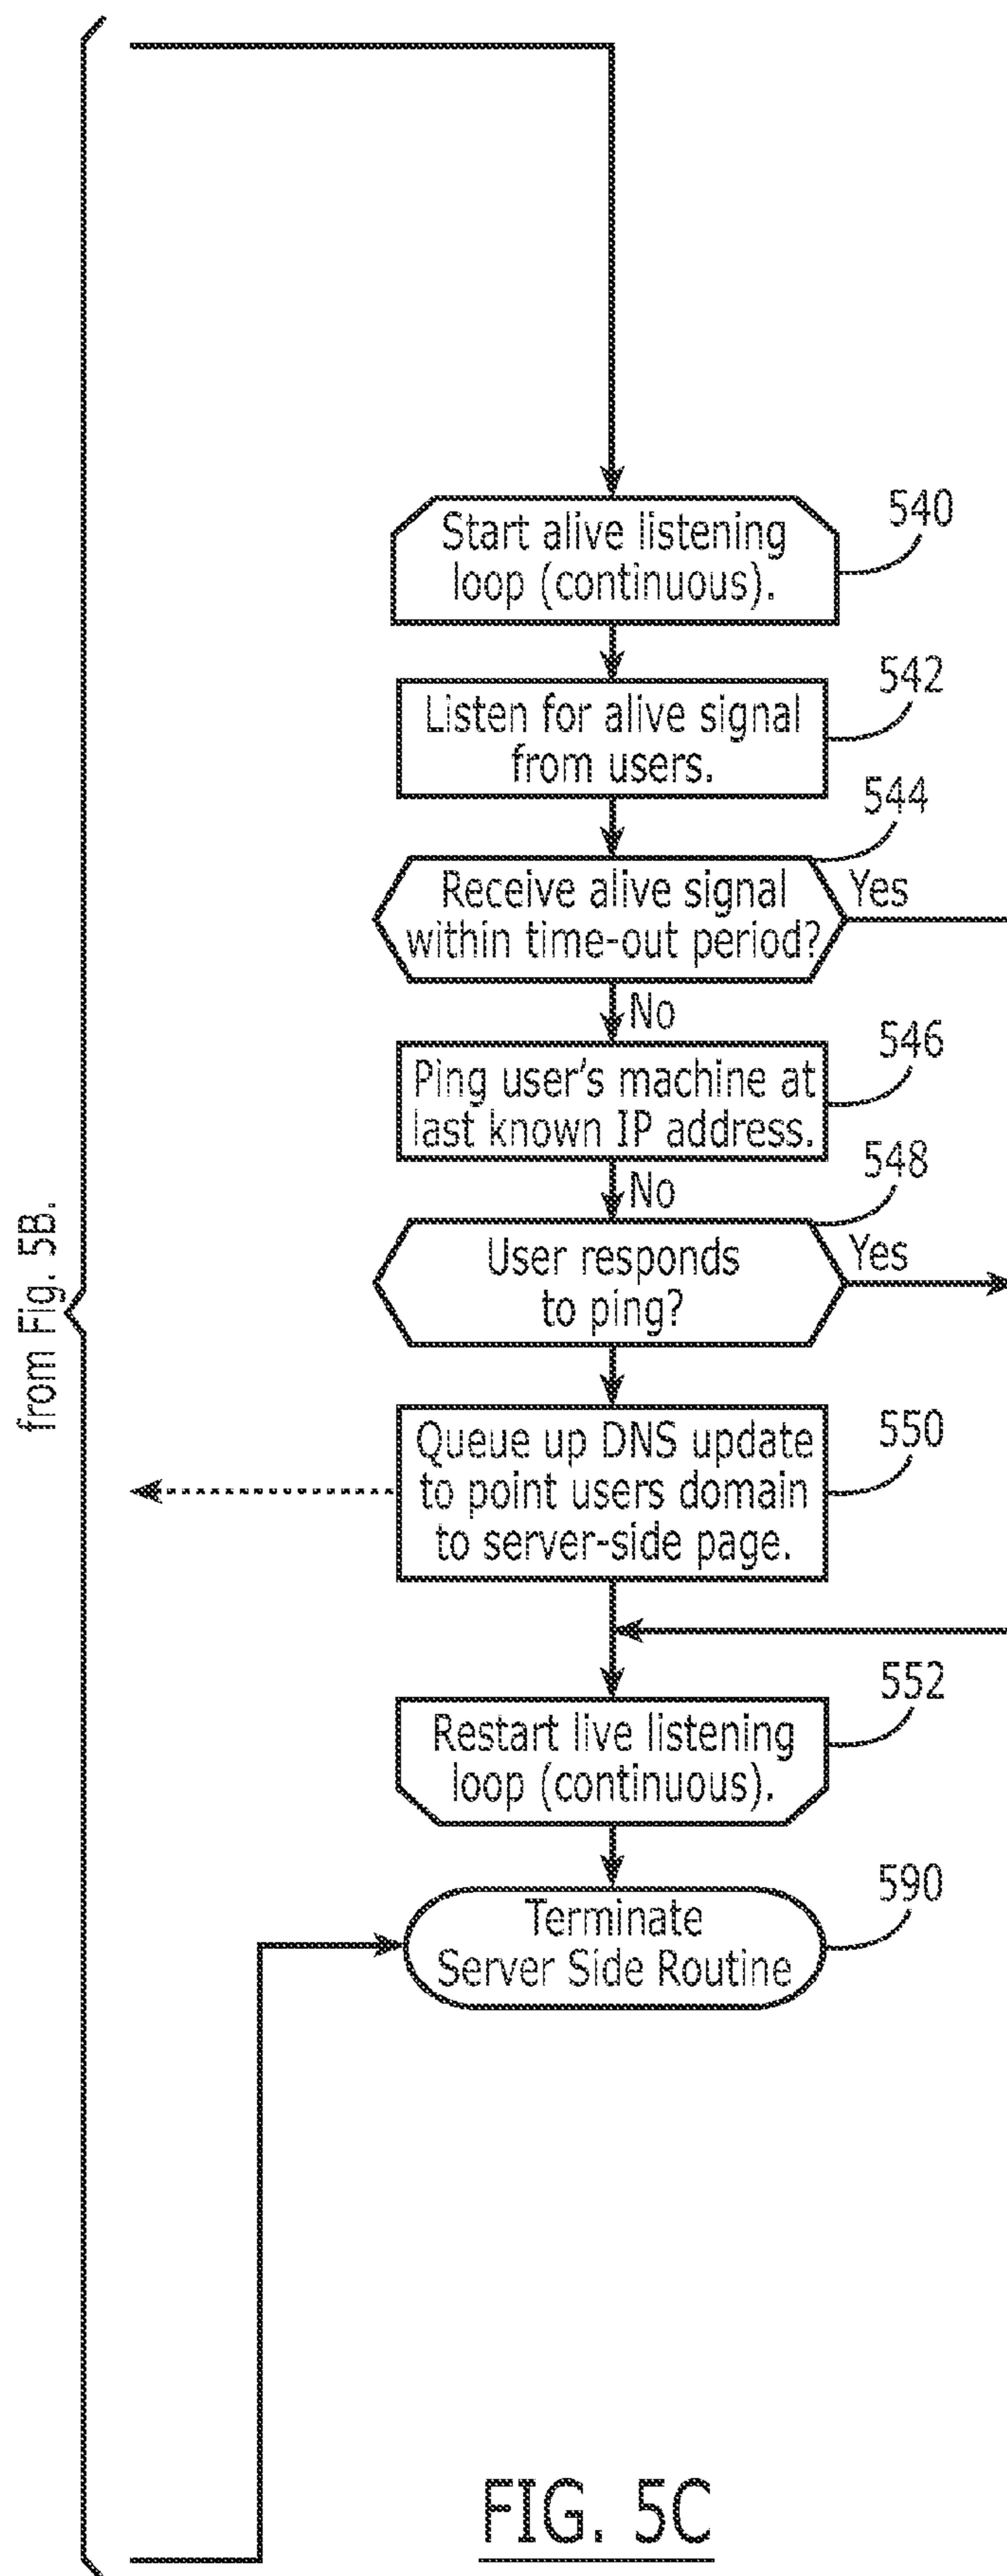 Start alive listening
loop (continuous).
540
Listen for alive signal
from users.
542
544
Receive alive signal
within time-out period?
Yes
No
Ping user's machine at
last known IP address.
546
No
548
User responds
to ping?
Yes
from Fig. 5B.
Queue up DNS update
to point users domain
to server-side page.
550
Restart live listening
loop (continuous).
552
Terminate
Server Side Routine
590
FIG. 5C